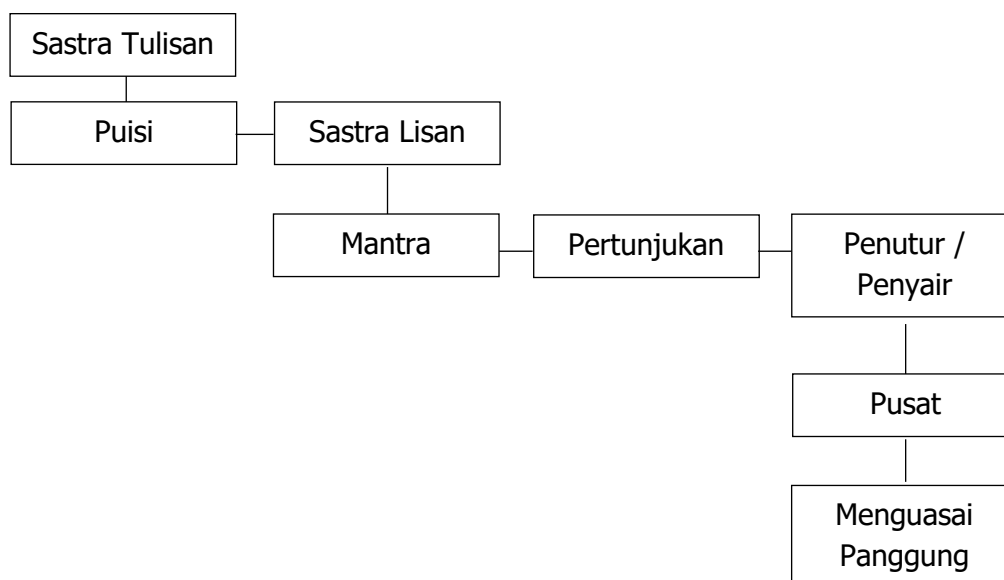 Sastra Tulisan
Puisi
Sastra Lisan
Mantra
Pertunjukan
Penutur /
Penyair
Pusat
Menguasai
Panggung